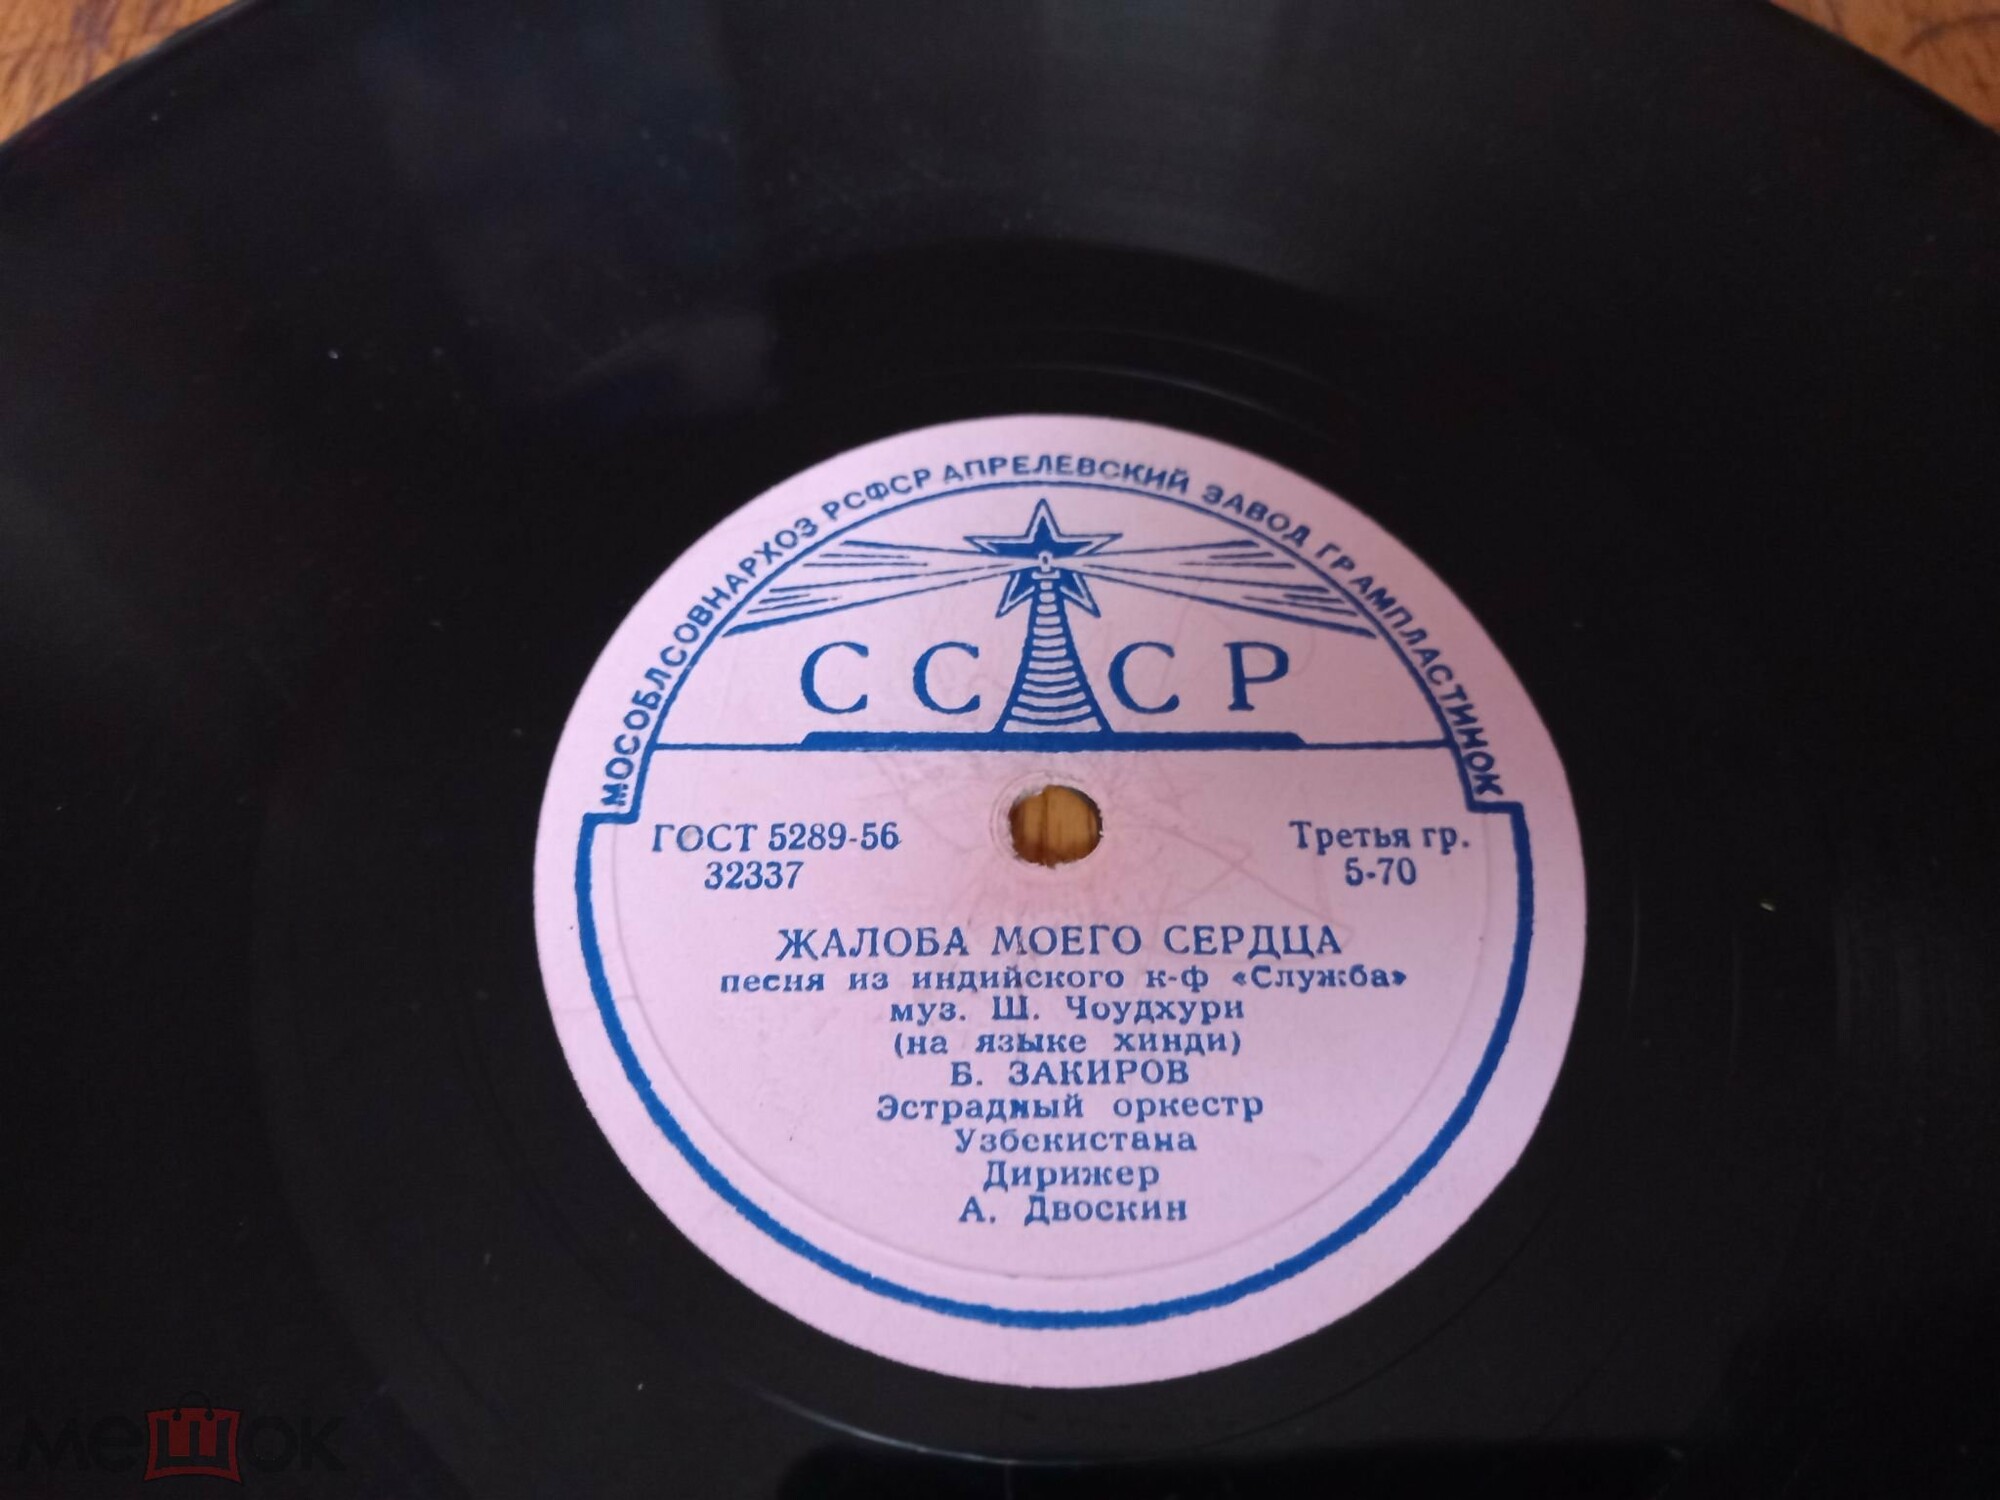 МОСОБЛСОВНАРХОЗ РСФСР АПРЕЛЕВСКИЙ ЗАВОД ГРАМПЛАСТИНОК
СССР
ГОСТ 5289-56
32337
Третья гр.
5-70
ЖАЛОБА МОЕГО СЕРДЦА
песня из индийского к-ф «Служба»
муз. Ш. Чоудхури
(на языке хинди)
Б. ЗАКИРОВ
Эстрадный оркестр
Узбекистана
Дирижер
А. Двоскин
мешок